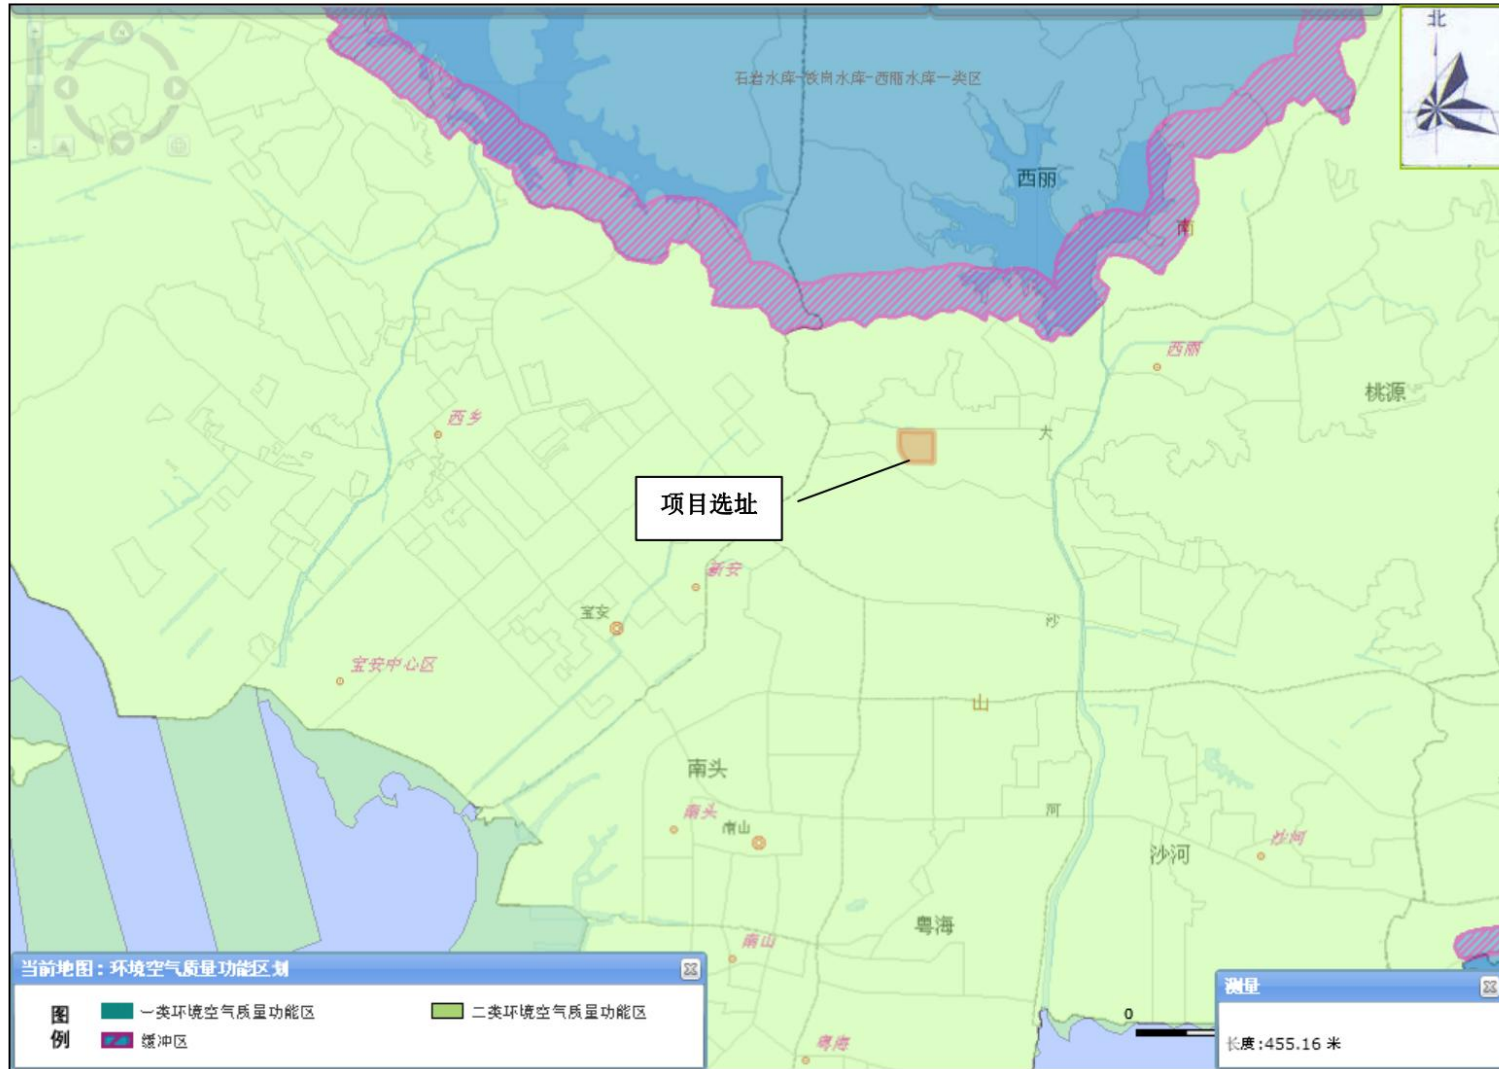 北
石岩水库-铁岗水库-西丽水库一类区
西丽
南
西丽
桃源
西乡
大
项目选址
新安
宝安
沙
宝安中心区
山
南头
南头
南山
河
沙河
沙河
粤海
南山
当前地图：环境空气质量功能区划
图例
一类环境空气质量功能区
二类环境空气质量功能区
缓冲区
粤海
0
测量
长度:455.16 米